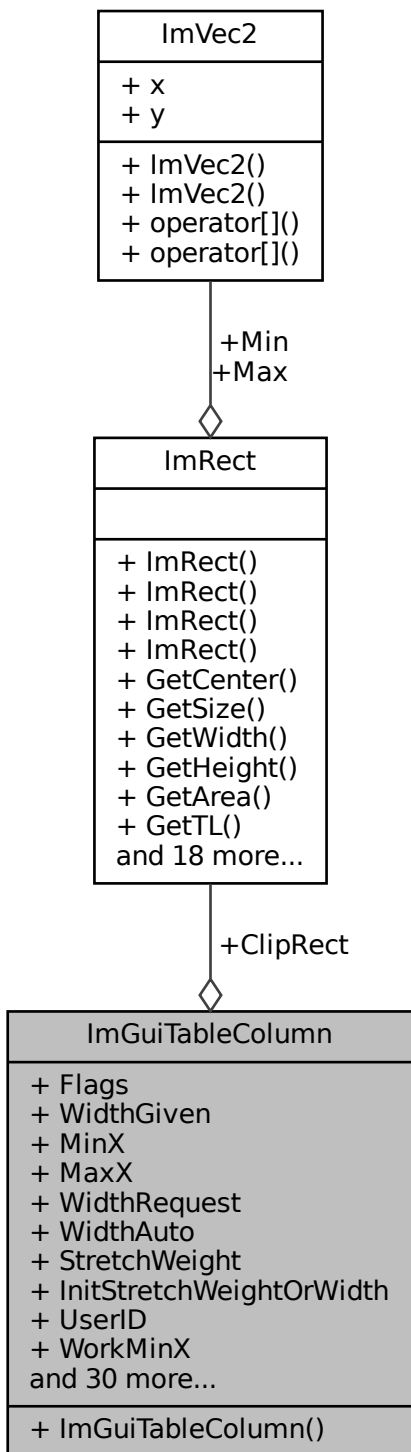 ImVec2
+ x
+ y
+ ImVec2()
+ ImVec2()
+ operator[]()
+ operator[]()
+Min
+Max
ImRect
+ ImRect()
+ ImRect()
+ ImRect()
+ ImRect()
+ GetCenter()
+ GetSize()
+ GetWidth()
+ GetHeight()
+ GetArea()
+ GetTL()
and 18 more...
+ClipRect
ImGuiTableColumn
+ Flags
+ WidthGiven
+ MinX
+ MaxX
+ WidthRequest
+ WidthAuto
+ StretchWeight
+ InitStretchWeightOrWidth
+ UserID
+ WorkMinX
and 30 more...
+ ImGuiTableColumn()